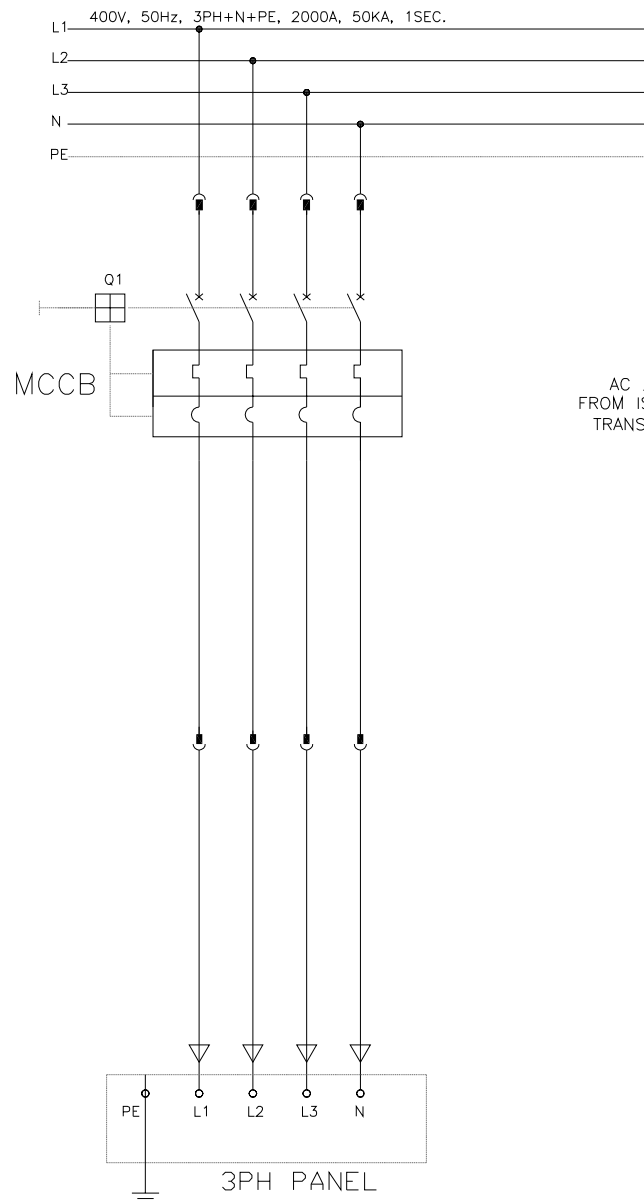 400V, 50Hz, 3PH+N+PE, 2000A, 50KA, 1SEC.
L1
L2
L3
N
PE
Q1
MCCB
AC
FROM
TRANS
PE
L1
L2
L3
N
3PH PANEL